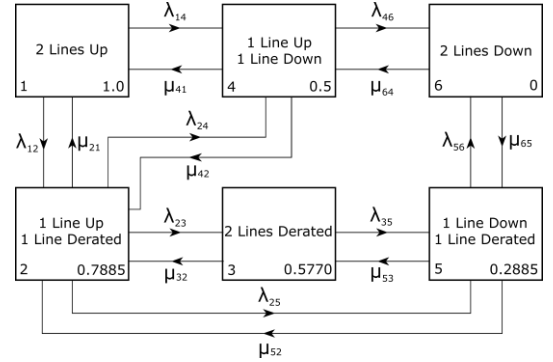 λ14
λ46
2 Lines Up
1 Line Up
1 Line Down
2 Lines Down
1
1.0
4
0.5
6
0
μ41
μ64
λ24
λ12
μ21
λ56
μ65
μ42
1 Line Up
1 Line Derated
2
0.7885
λ23
2 Lines Derated
3
0.5770
λ35
1 Line Down
1 Line Derated
5
0.2885
μ32
μ53
λ25
μ52